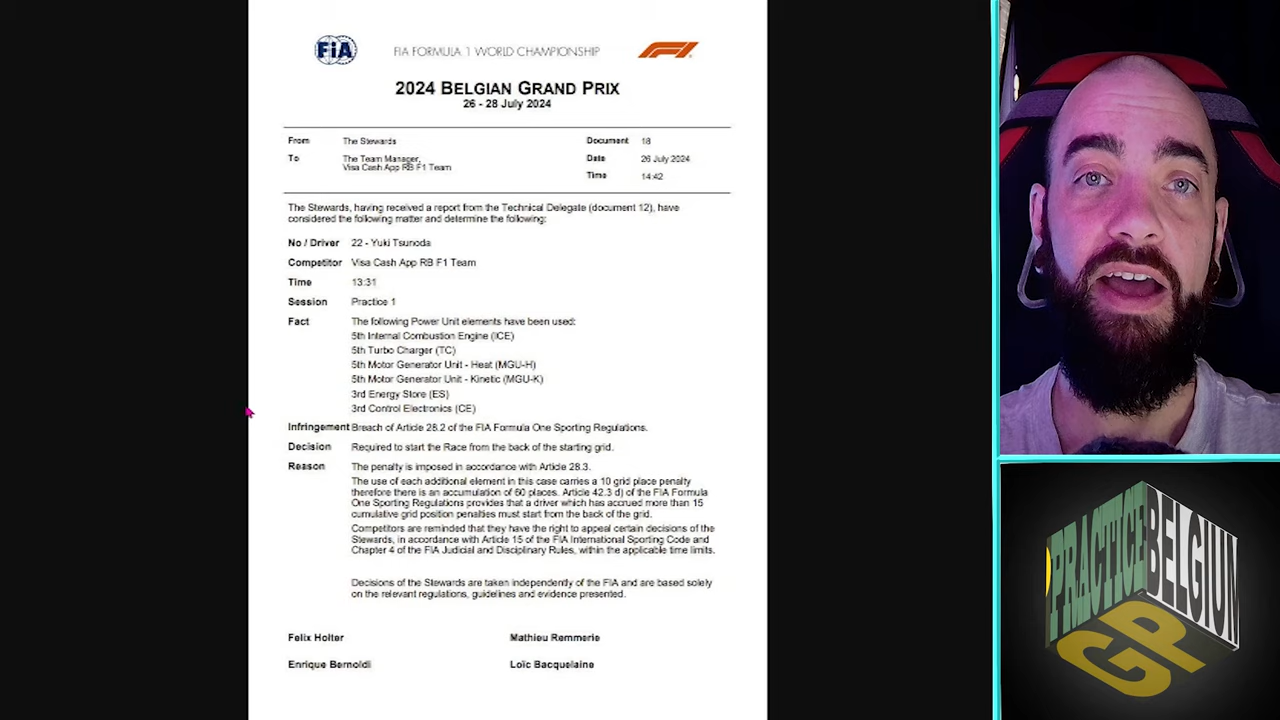 FiA
FIA FORMULA 1 WORLD CHAMPIONSHIP
2024 BELGIAN GRAND PRIX
26 - 28 July 2024
From The Stewards Document 18
To The Team Manager, Date 26 July 2024
Visa Cash App RB F1 Team
Time 14:42
The Stewards, having received a report from the Technical Delegate (document 12), have
considered the following matter and determine the following:
No / Driver 22 - Yuki Tsunoda
Competitor Visa Cash App RB F1 Team
Time 13:31
Session Practice 1
Fact The following Power Unit elements have been used:
5th Internal Combustion Engine (ICE)
5th Turbo Charger (TC)
5th Motor Generator Unit - Heat (MGU-H)
5th Motor Generator Unit - Kinetic (MGU-K)
3rd Energy Store (ES)
3rd Control Electronics (CE)
Infringement Breach of Article 28.2 of the FIA Formula One Sporting Regulations.
Decision Required to start the Race from the back of the starting grid.
Reason The penalty is imposed in accordance with Article 28.3.
The use of each additional element in this case carries a 10 grid place penalty
therefore there is an accumulation of 60 places. Article 42.3 d) of the FIA Formula
One Sporting Regulations provides that a driver which has accrued more than 15
cumulative grid position penalties must start from the back of the grid.
Competitors are reminded that they have the right to appeal certain decisions of the
Stewards, in accordance with Article 15 of the FIA International Sporting Code and
Chapter 4 of the FIA Judicial and Disciplinary Rules, within the applicable time limits.
Decisions of the Stewards are taken independently of the FIA and are based solely
on the relevant regulations, guidelines and evidence presented.
Felix Holter Mathieu Remmerie
Enrique Bernoldi Loïc Bacquelaine
PRACTICE
BELGIUN
GP